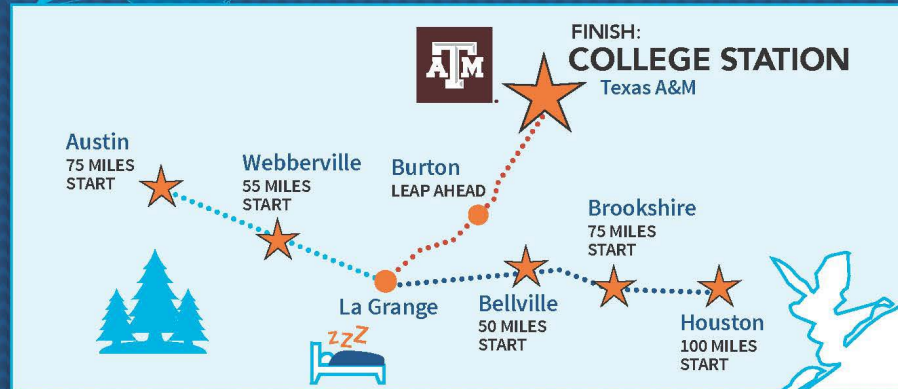 FINISH:
COLLEGE STATION
Texas A&M
ATM
Austin
75 MILES
START
Webberville
55 MILES
START
Burton
LEAP AHEAD
Brookshire
75 MILES
START
La Grange
Bellville
50 MILES
START
Houston
100 MILES
START
ZZZ